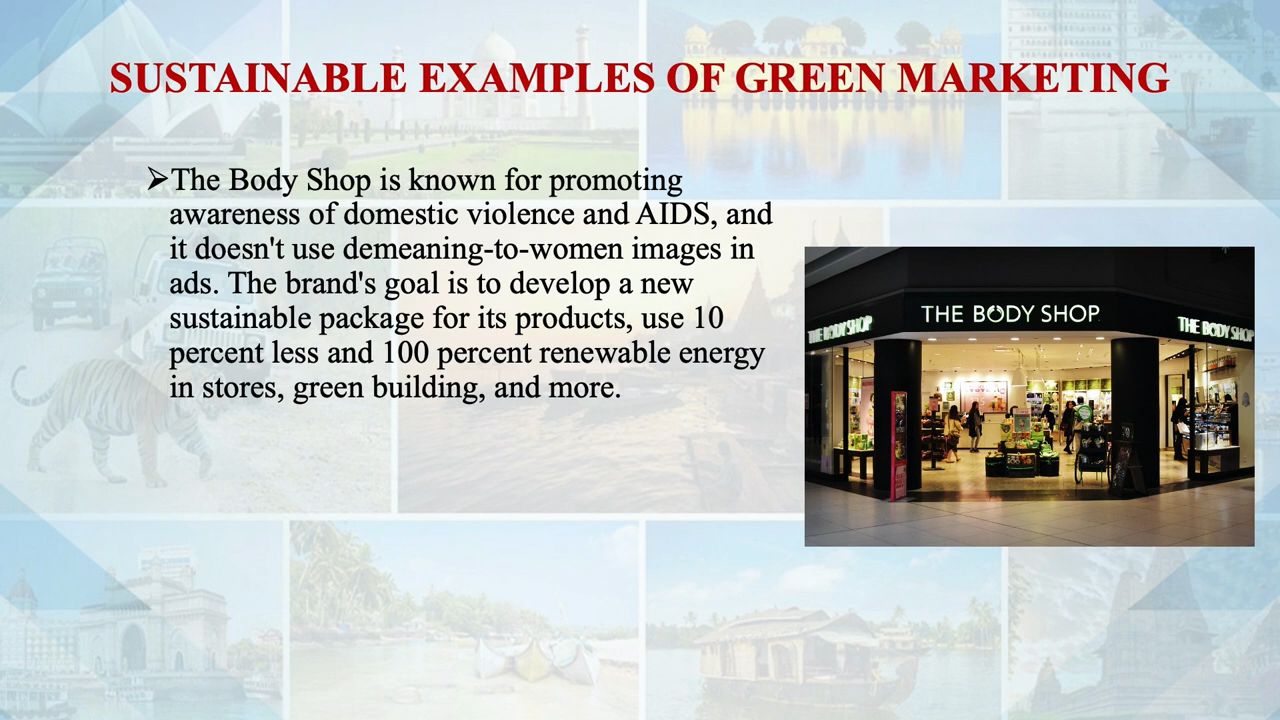 SUSTAINABLE EXAMPLES OF GREEN MARKETING
➢The Body Shop is known for promoting
awareness of domestic violence and AIDS, and
it doesn't use demeaning-to-women images in
ads. The brand's goal is to develop a new
sustainable package for its products, use 10
percent less and 100 percent renewable energy
in stores, green building, and more.
THE BODY SHOP
THE BODY SHOP
THE BODY SHOP